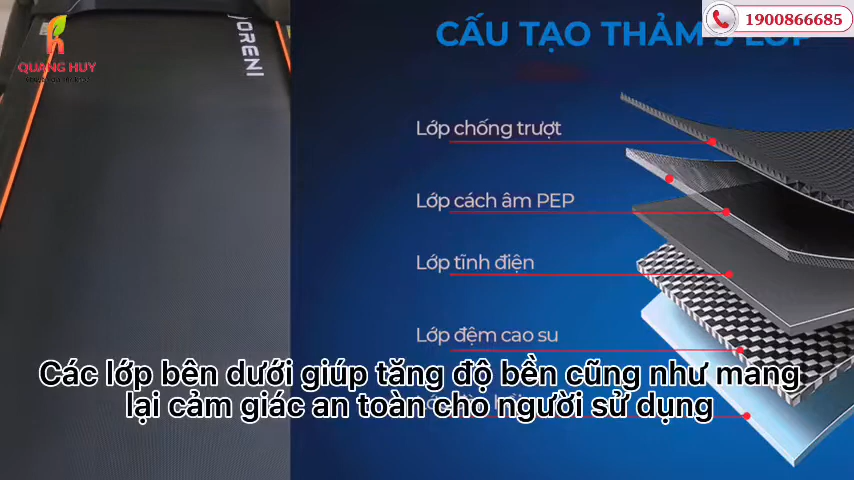 QUANG HUY
ORENI
1900866685
CẤU TẠO THẢM 5 LỚP
Lớp chống trượt
Lớp cách âm PEP
Lớp tĩnh điện
Lớp đệm cao su
Các lớp bên dưới giúp tăng độ bền cũng như mang
lại cảm giác an toàn cho người sử dụng